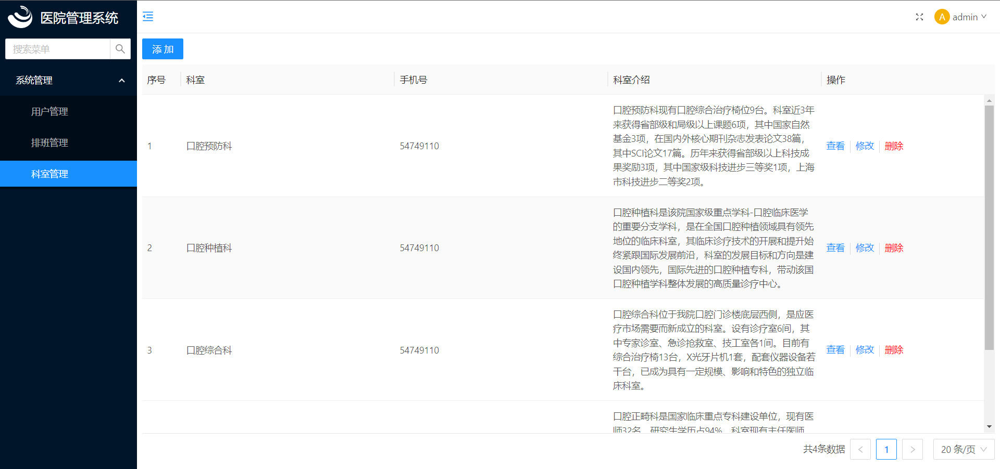 医院管理系统
搜索菜单
系统管理
用户管理
排班管理
科室管理
A admin
添 加
序号 科室 手机号 科室介绍 操作
1 口腔预防科 54749110
口腔预防科现有口腔综合治疗椅位9台。科室近3年
来获得省部级和局级以上课题6项，其中国家自然
基金3项，在国内外核心期刊杂志发表论文38篇，
其中SCI论文17篇。历年来获得省部级以上科技成
果奖励3项，其中国家级科技进步三等奖1项，上海
市科技进步二等奖2项。
查看 修改 删除
2 口腔种植科 54749110
口腔种植科是该院国家级重点学科-口腔临床医学
的重要分支学科，是在全国口腔种植领域具有领先
地位的临床科室，其临床诊疗技术的开展和提升始
终紧跟国际发展前沿，科室的发展目标和方向是建
设国内领先，国际先进的口腔种植专科，带动该国
口腔种植学科整体发展的高质量诊疗中心。
查看 修改 删除
3 口腔综合科 54749110
口腔综合科位于我院口腔门诊楼底层西侧，是应医
疗市场需要而新成立的科室。设有诊疗室6间，其
中专家诊室、急诊抢救室、技工室各1间。目前有
综合治疗椅13台，X光牙片机1套，配套仪器设备若
干台，已成为具有一定规模、影响和特色的独立临
床科室。
查看 修改 删除
口腔正畸科是国家临床重点专科建设单位，现有医
师32名，研究生学历占94%。科室现有主任医师
共4条数据 < 1 > 20 条/页